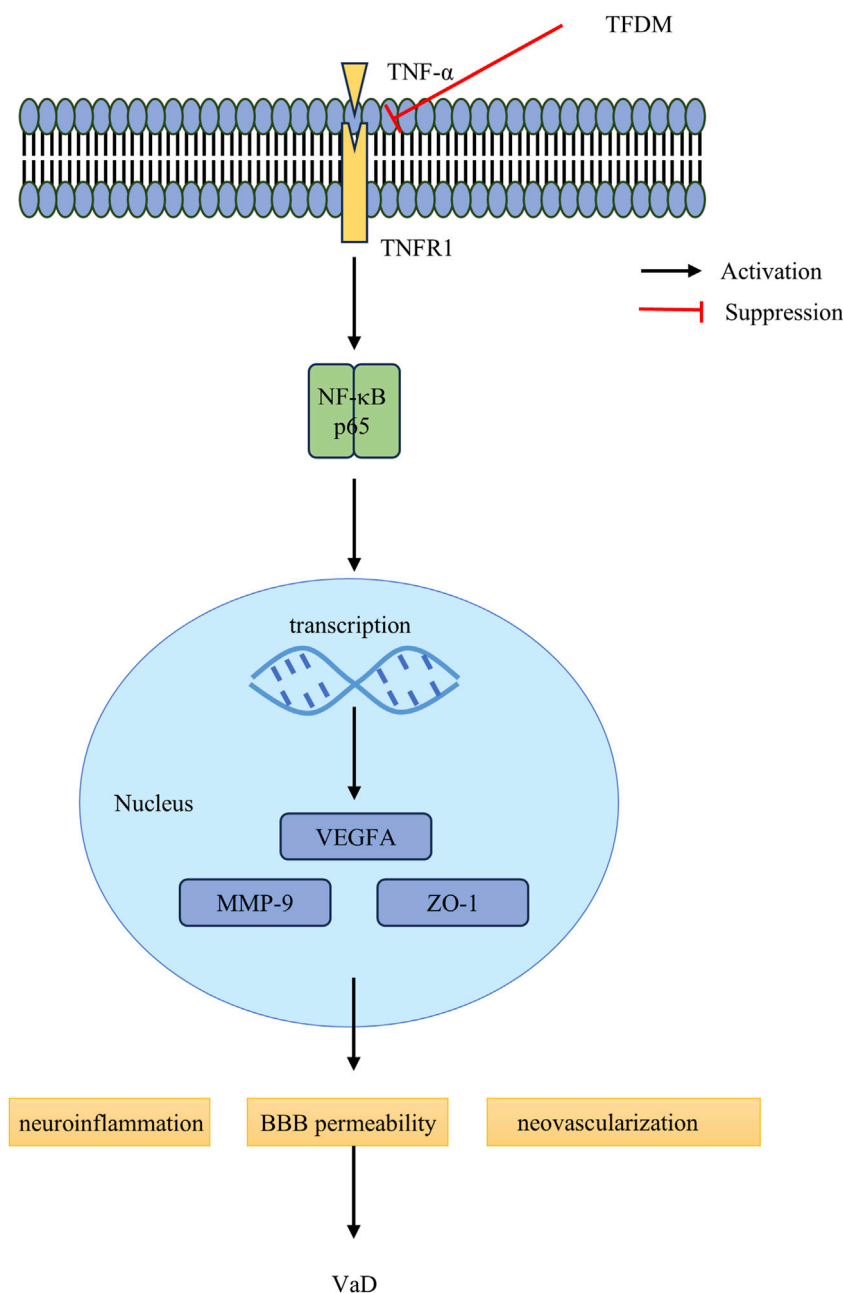 TFDM
TNF-α
TNFR1
Activation
Suppression
NF-κB
p65
transcription
Nucleus
VEGFA
MMP-9
ZO-1
neuroinflammation
BBB permeability
neovascularization
VaD